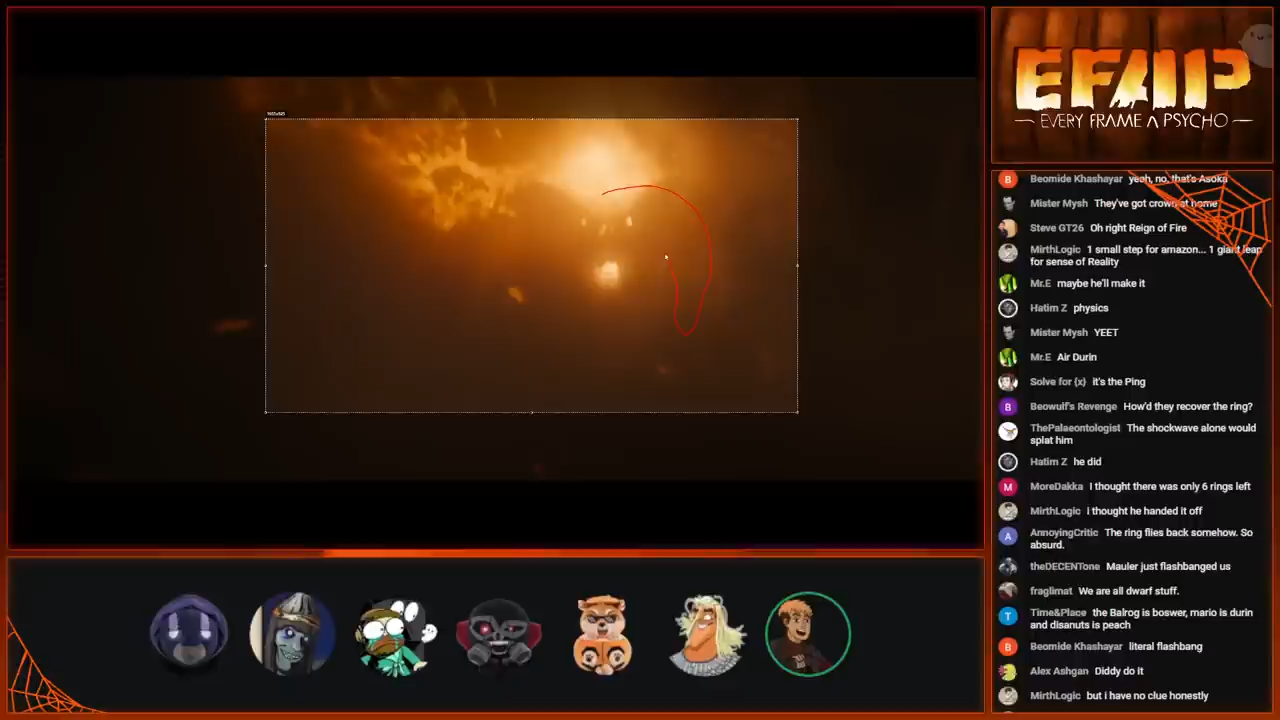 EFAP
EVERY FRAME A PSYCHO
Beomide Khashayar yeah, no, that's Asoka
Mister Mysh They've got crows at home
Steve GT26 Oh right Reign of Fire
MirthLogic 1 small step for amazon... 1 giant leap
for sense of Reality
Mr.E maybe he'll make it
Hatim Z physics
Mister Mysh YEET
Mr.E Air Durin
Solve for {x} it's the Ping
Beowulf's Revenge How'd they recover the ring?
ThePalaeontologist The shockwave alone would
splat him
Hatim Z he did
MoreDakka I thought there was only 6 rings left
MirthLogic i thought he handed it off
AnnoyingCritic The ring flies back somehow. So
absurd.
theDECENTone Mauler just flashbanged us
fraglimat We are all dwarf stuff.
Time&Place the Balrog is boswer, mario is durin
and disanuts is peach
Beomide Khashayar literal flashbang
Alex Ashgan Diddy do it
MirthLogic but i have no clue honestly